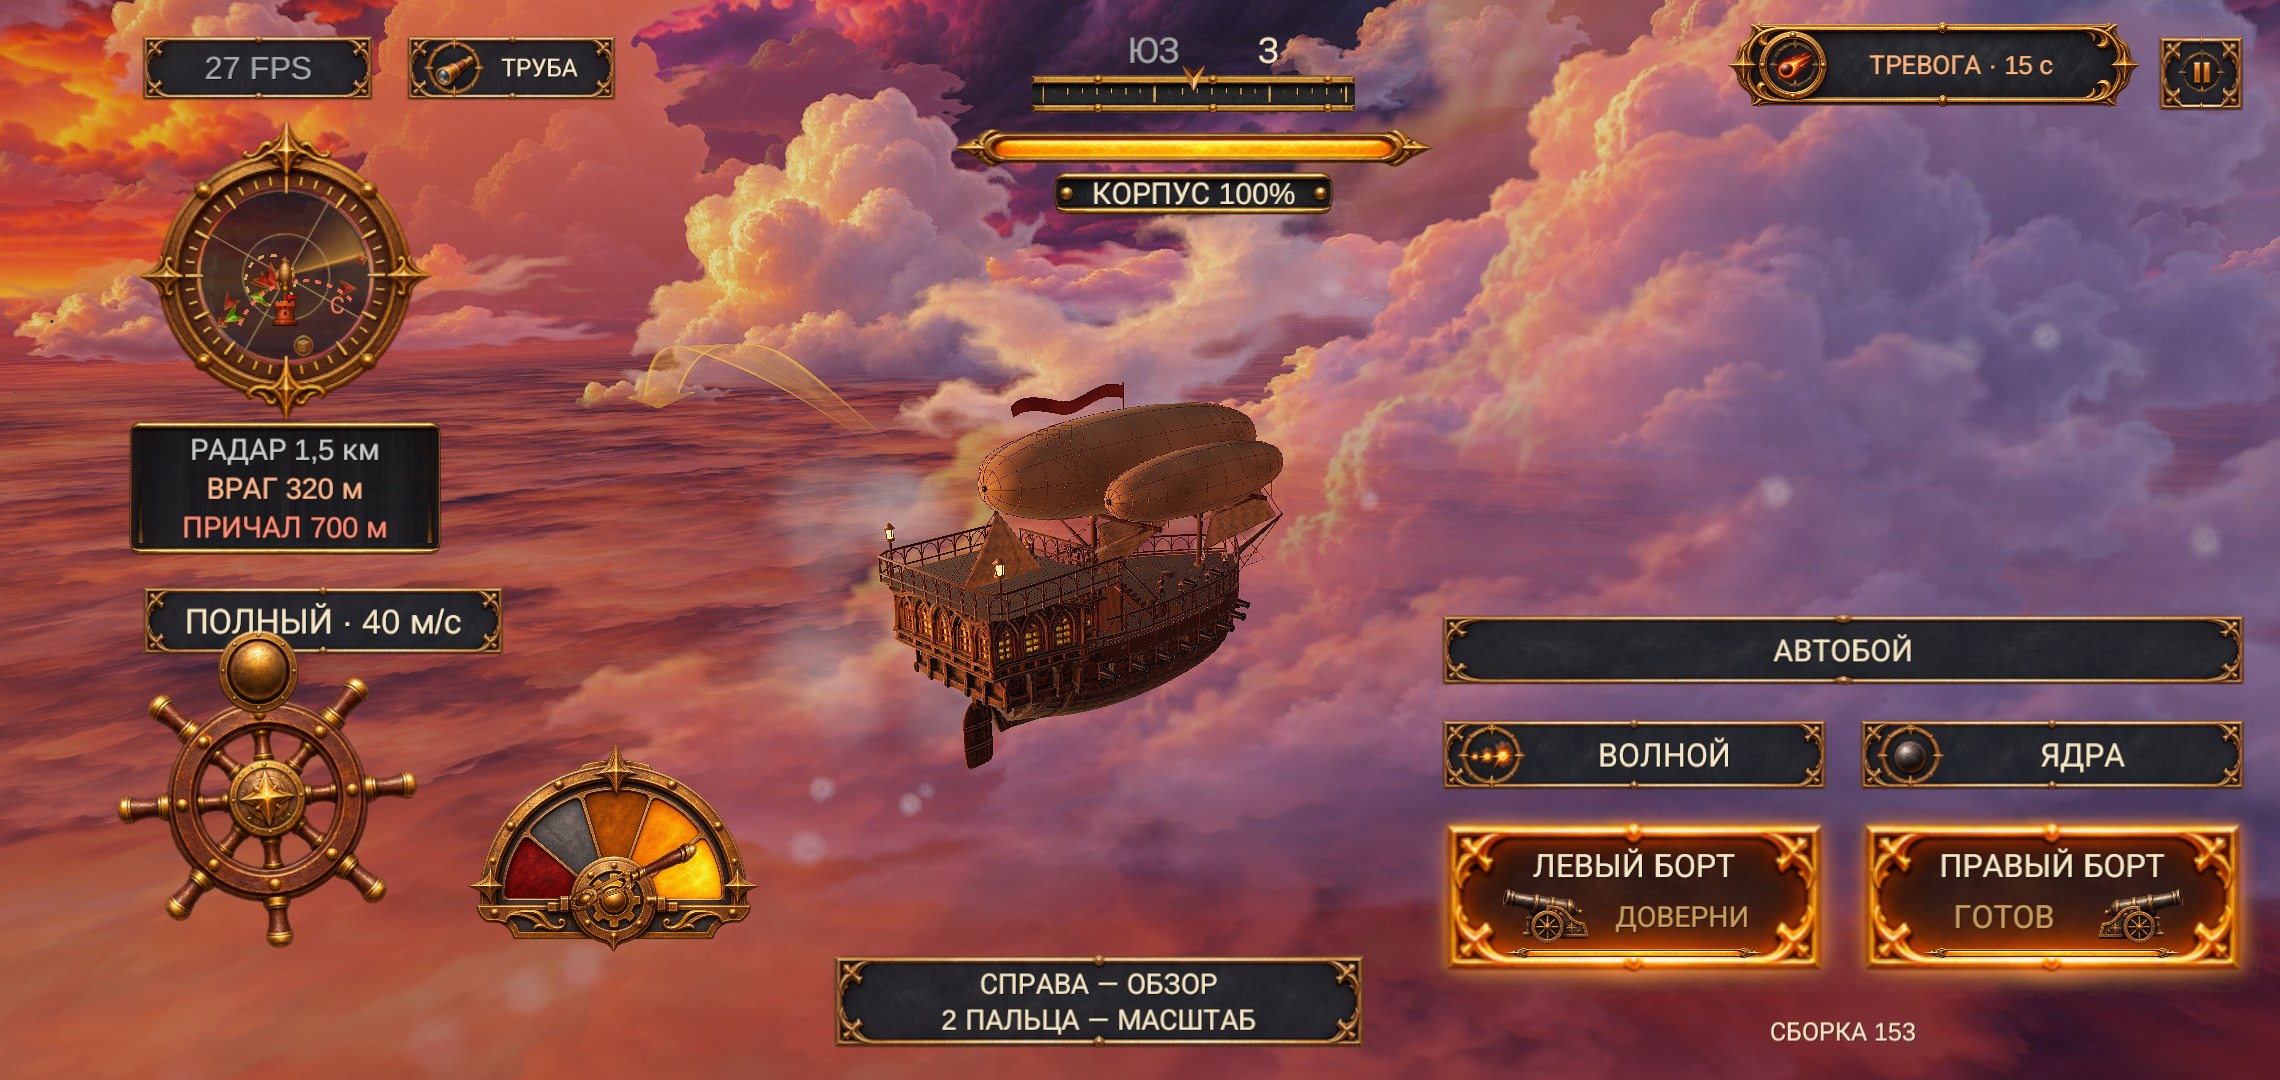 27 FPS
ТРУБА
ЮЗ
З
ТРЕВОГА · 15 с
КОРПУС 100%
С
РАДАР 1,5 км
ВРАГ 320 м
ПРИЧАЛ 700 м
ПОЛНЫЙ · 40 м/с
АВТОБОЙ
ВОЛНОЙ
ЯДРА
ЛЕВЫЙ БОРТ
ДОВЕРНИ
ПРАВЫЙ БОРТ
ГОТОВ
СПРАВА — ОБЗОР
2 ПАЛЬЦА — МАСШТАБ
СБОРКА 153